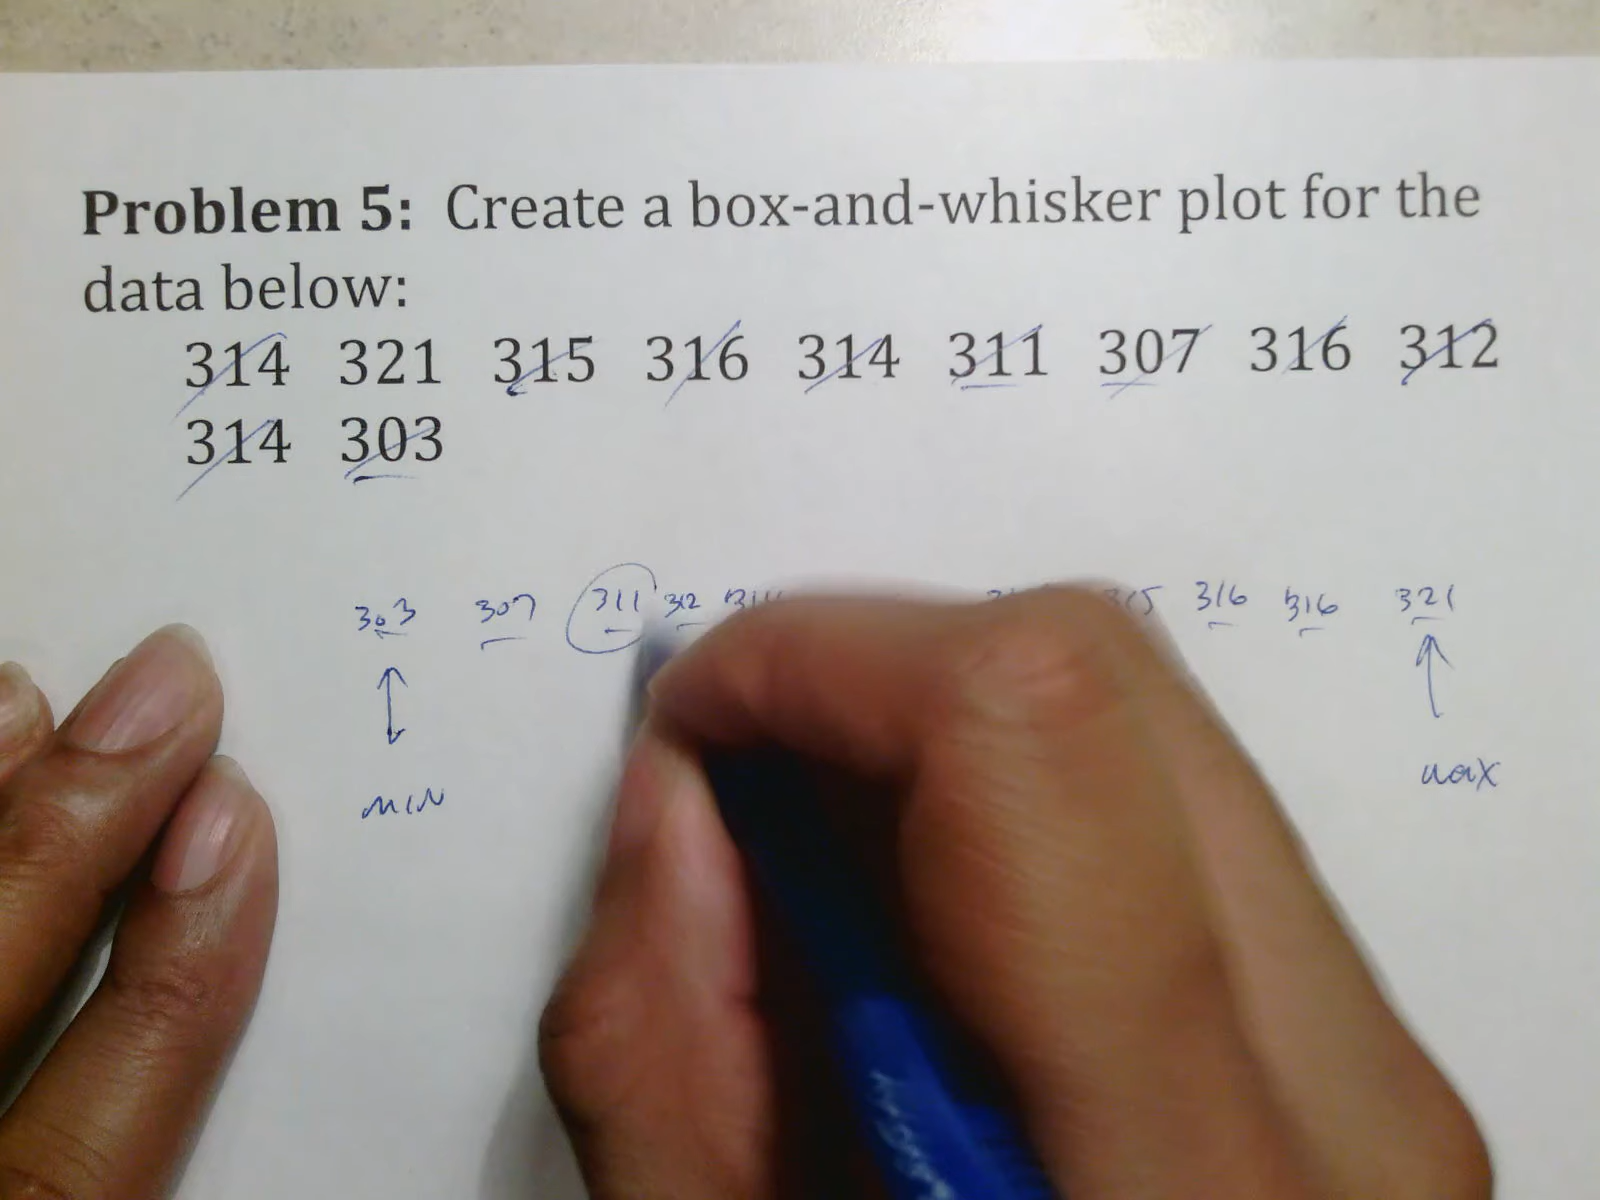 Problem 5: Create a box-and-whisker plot for the
data below:
314 321 315 316 314 311 307 316 312
314 303
303 307 311 312 316 316 321
MIN max